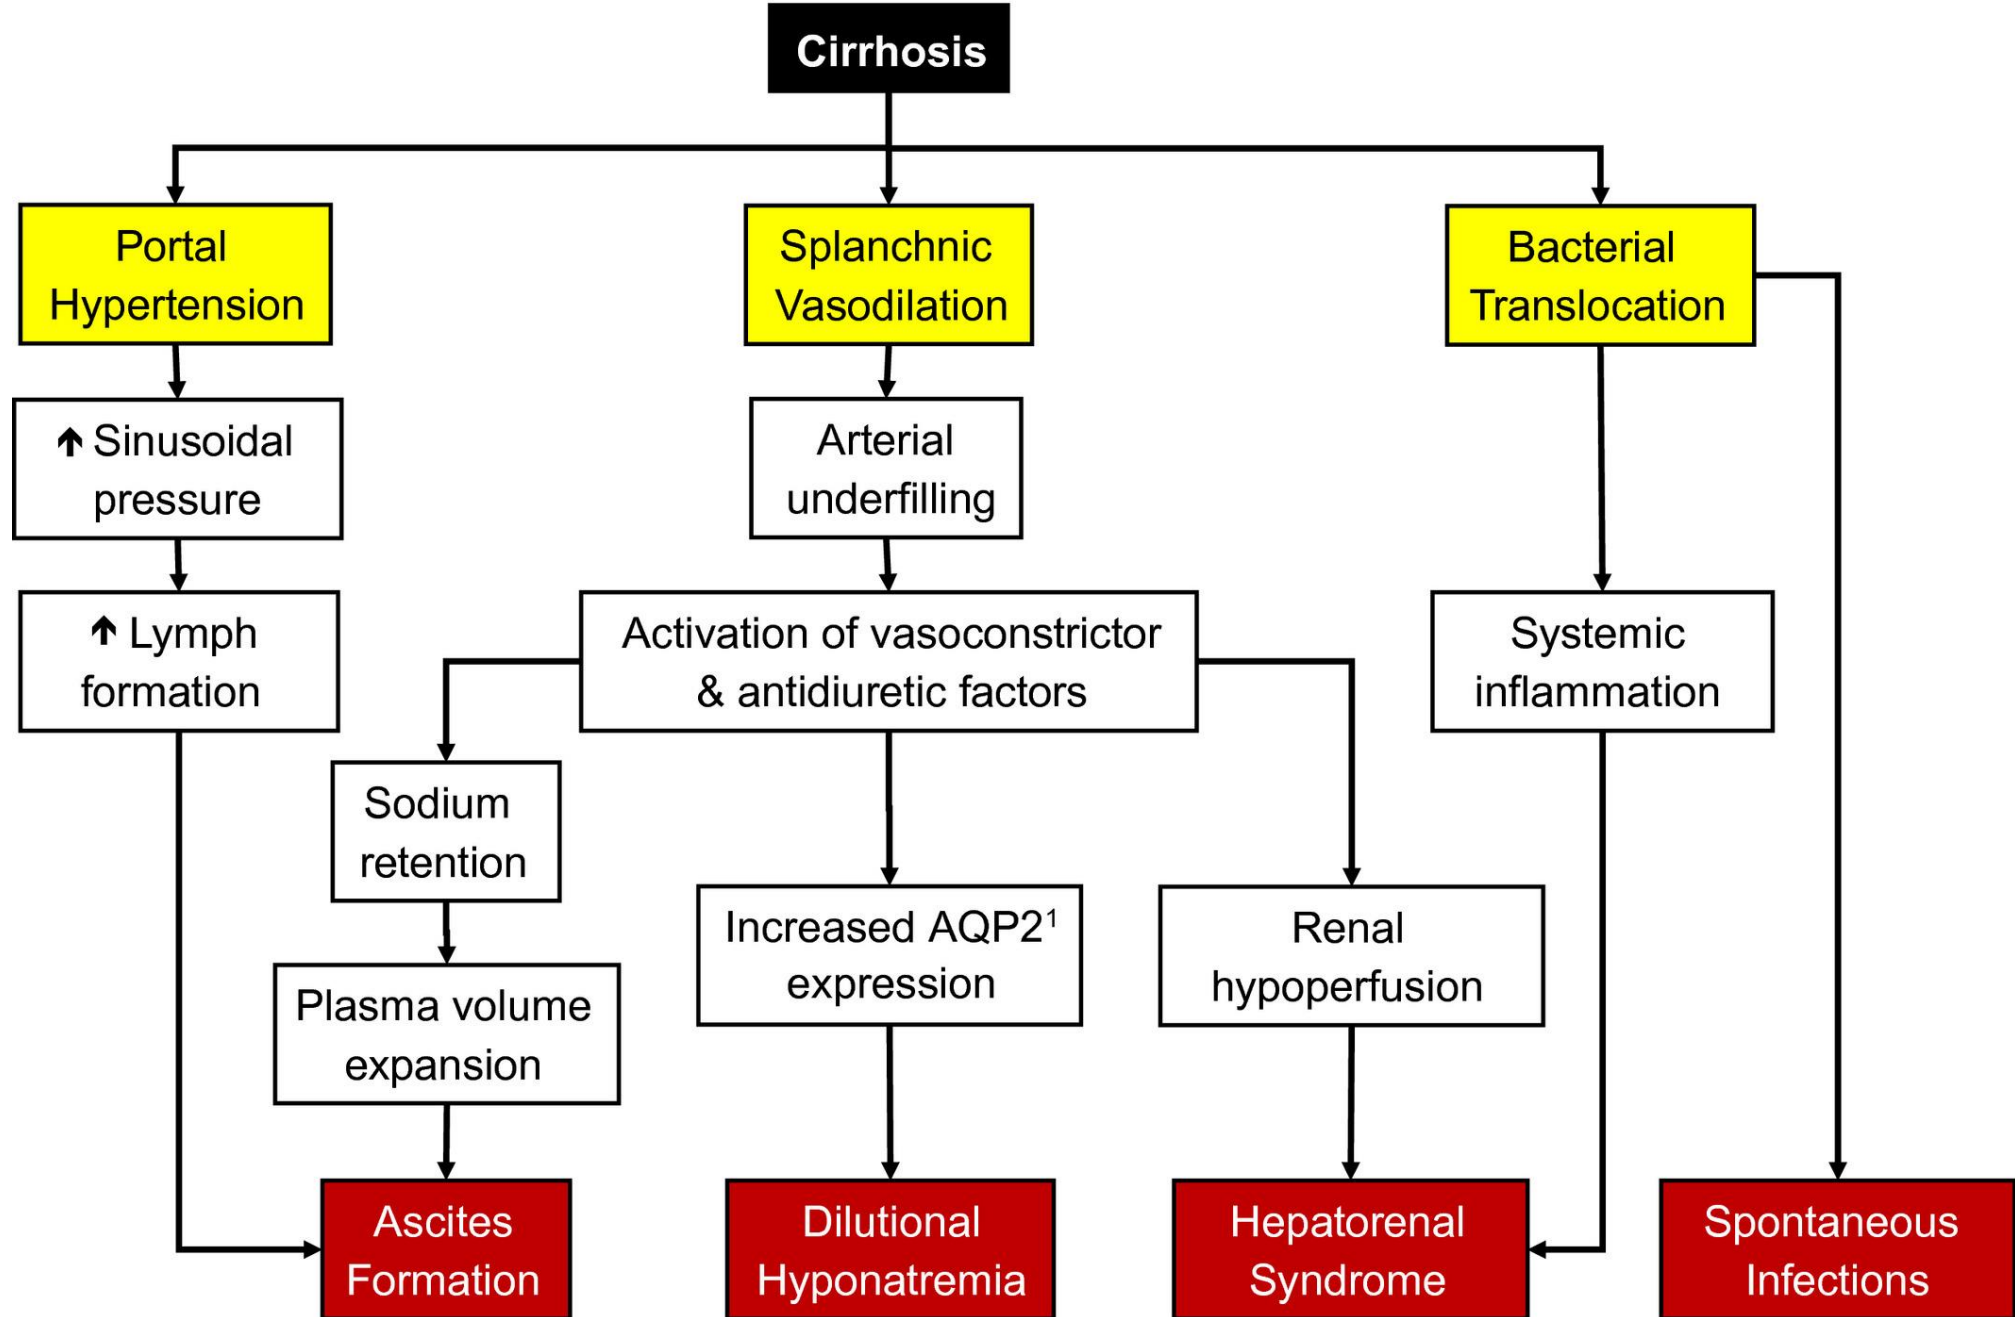 Cirrhosis
Portal
Hypertension
Splanchnic
Vasodilation
Bacterial
Translocation
↑ Sinusoidal
pressure
Arterial
underfilling
↑ Lymph
formation
Activation of vasoconstrictor
& antidiuretic factors
Systemic
inflammation
Sodium
retention
Increased AQP2¹
expression
Renal
hypoperfusion
Plasma volume
expansion
Ascites
Formation
Dilutional
Hyponatremia
Hepatorenal
Syndrome
Spontaneous
Infections